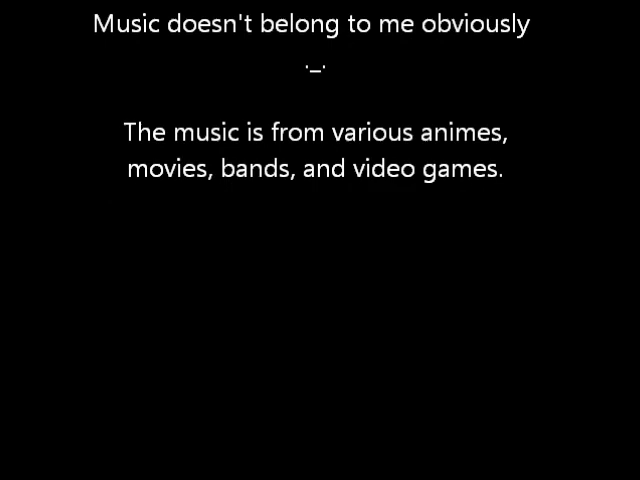 Music doesn't belong to me obviously
._.
The music is from various animes,
movies, bands, and video games.